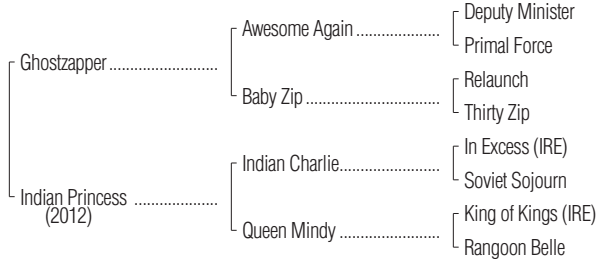 Deputy Minister
Awesome Again ....................
Primal Force
Ghostzapper ..........................
Relaunch
Baby Zip ................................
Thirty Zip
In Excess (IRE)
Indian Charlie........................
Soviet Sojourn
Indian Princess ....................
(2012)
King of Kings (IRE)
Queen Mindy ........................
Rangoon Belle